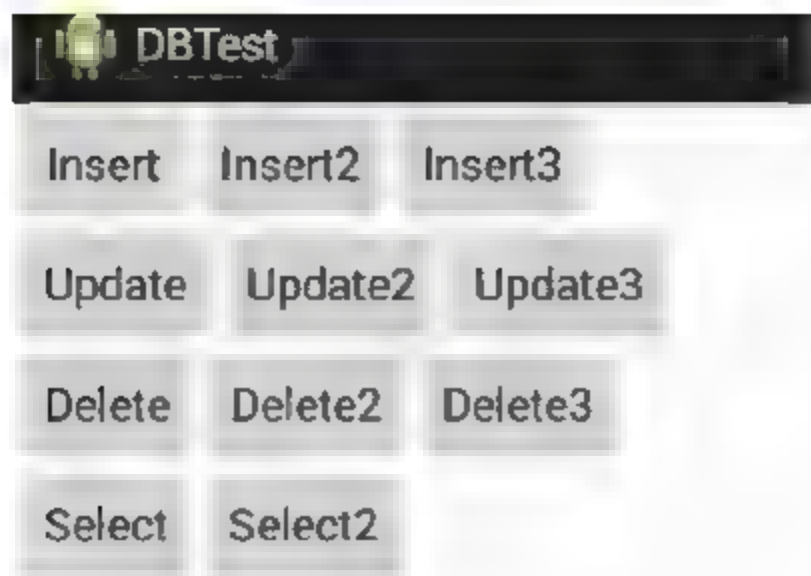 DBTest
Insert Insert2 Insert3
Update Update2 Update3
Delete Delete2 Delete3
Select Select2